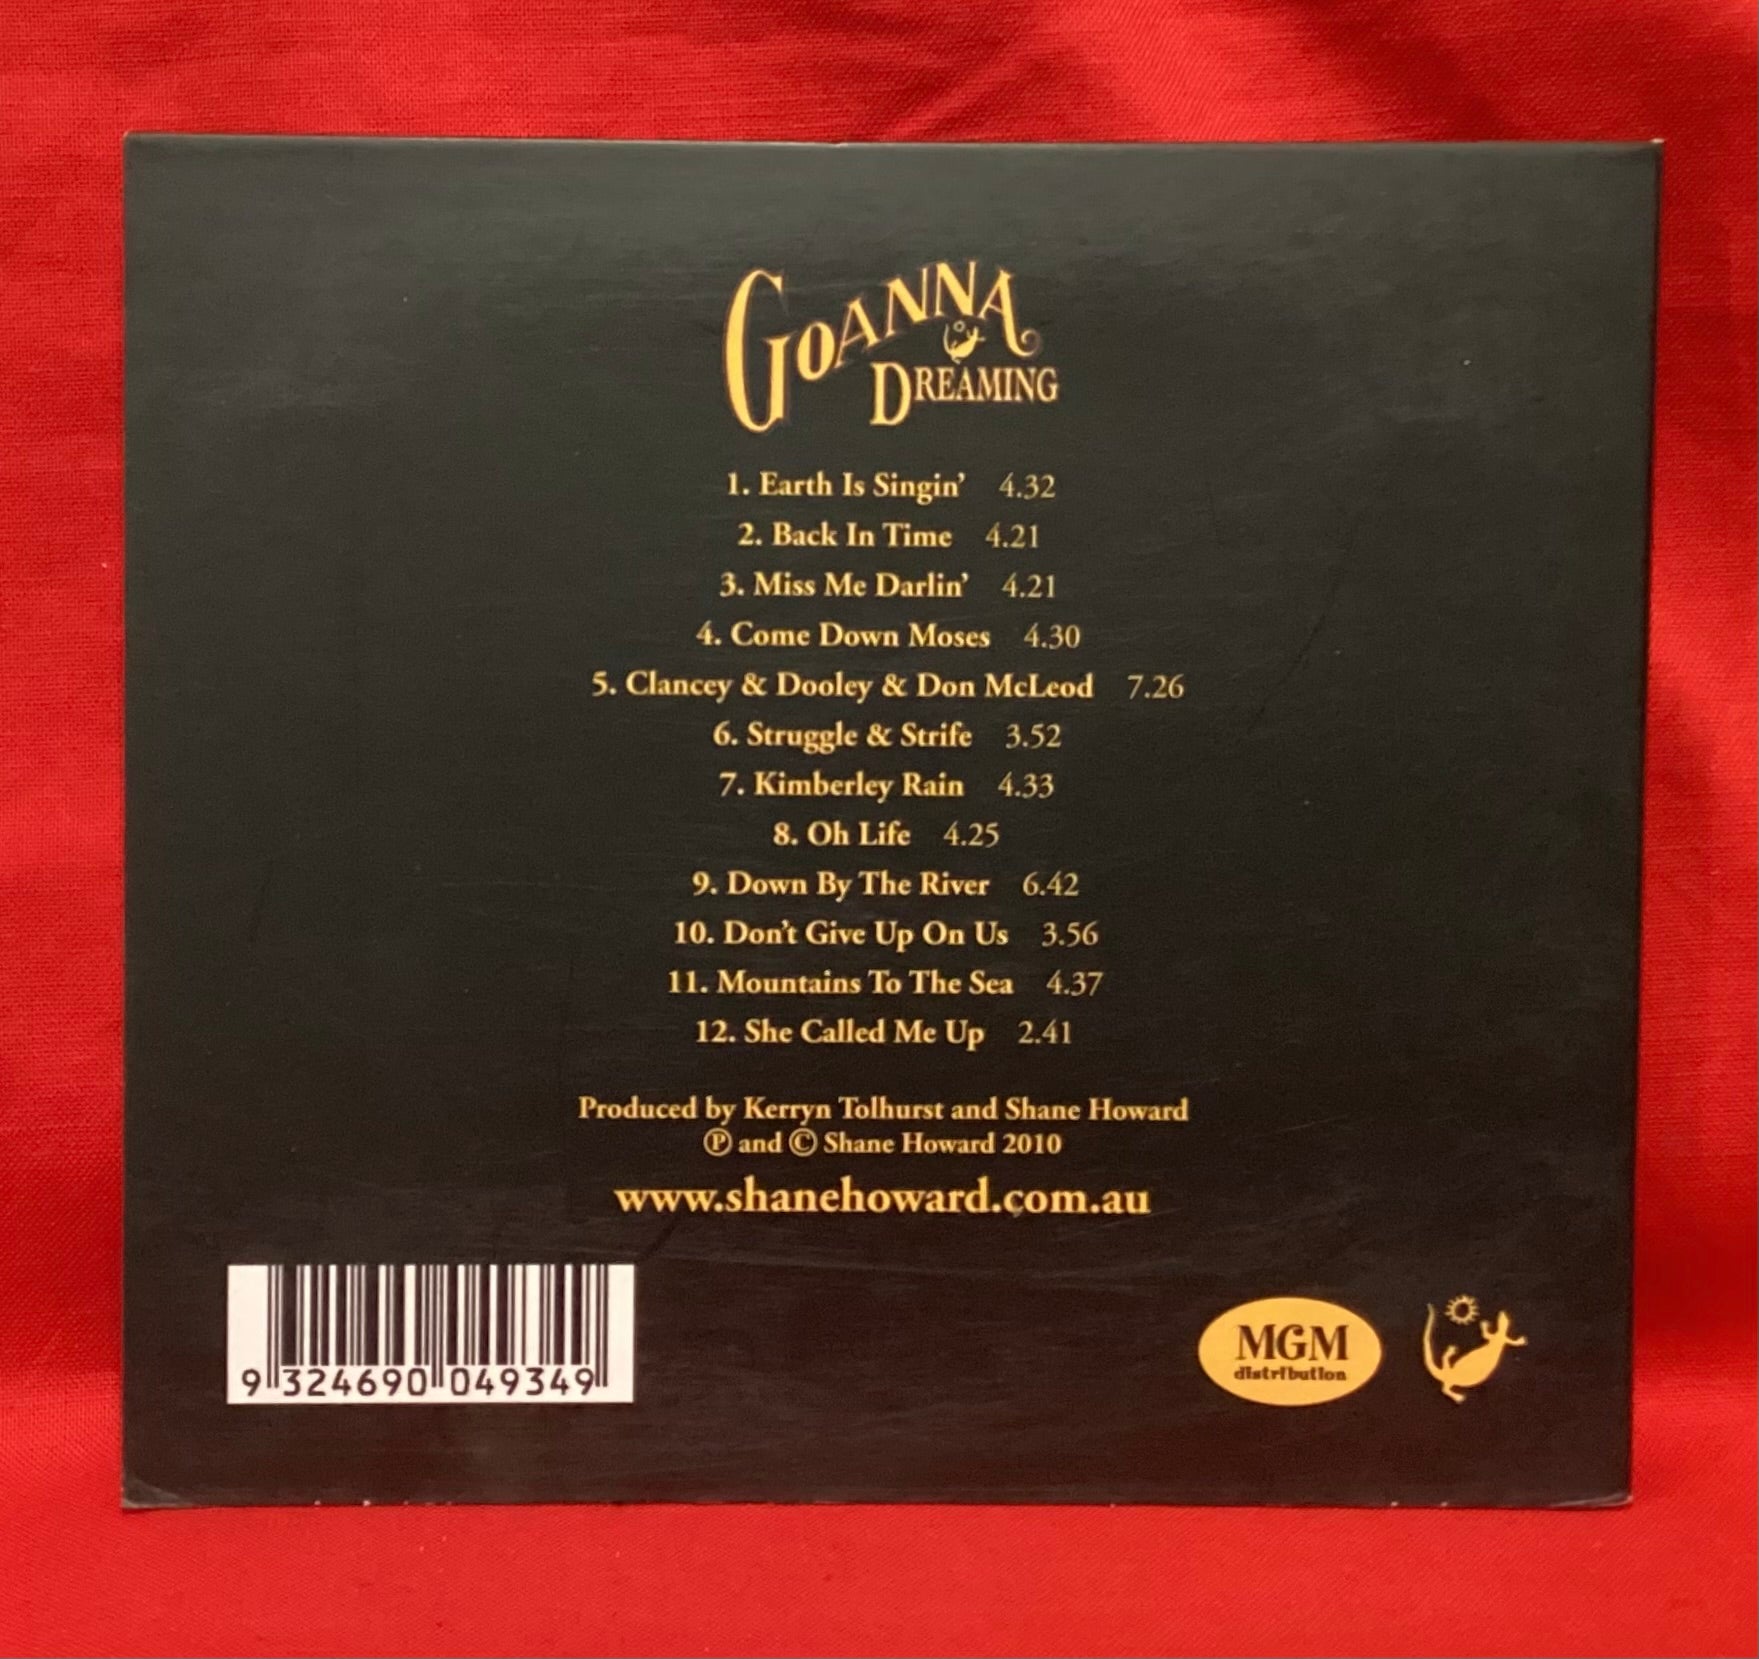 GOANNA
DREAMING
1. Earth Is Singin’ 4.32
2. Back In Time 4.21
3. Miss Me Darlin’ 4.21
4. Come Down Moses 4.30
5. Clancey & Dooley & Don McLeod 7.26
6. Struggle & Strife 3.52
7. Kimberley Rain 4.33
8. Oh Life 4.25
9. Down By The River 6.42
10. Don’t Give Up On Us 3.56
11. Mountains To The Sea 4.37
12. She Called Me Up 2.41
Produced by Kerryn Tolhurst and Shane Howard
Ⓟ and © Shane Howard 2010
www.shanehoward.com.au
9 324690 049349
MGM
distribution